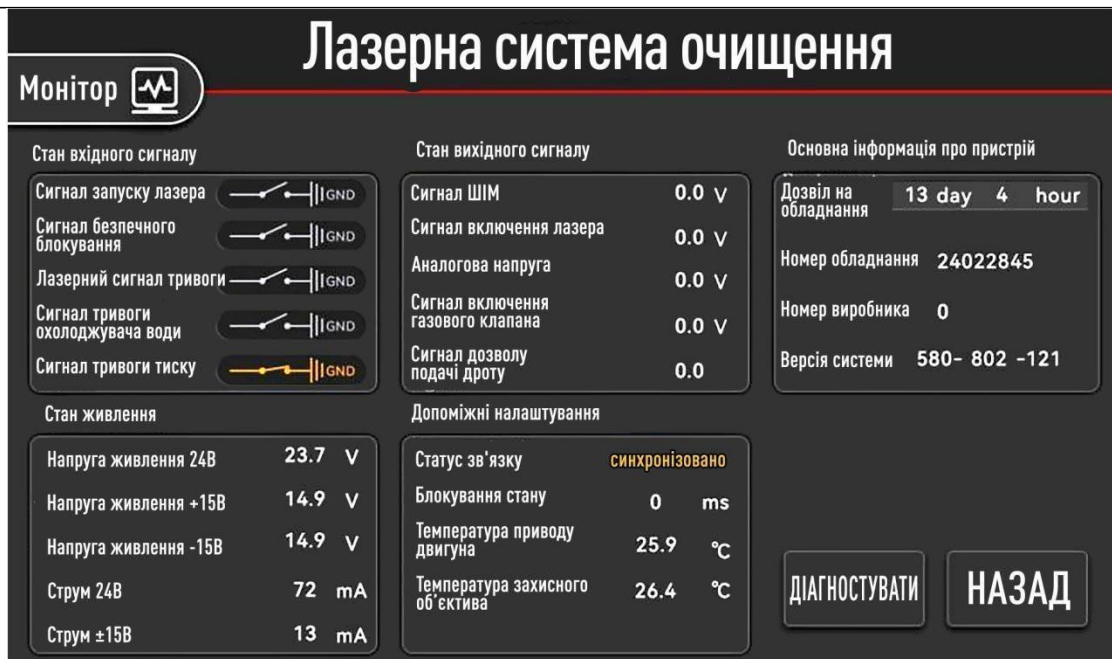 Лазерна система очищення
Монітор
Стан вхідного сигналу
Сигнал запуску лазера GND
Сигнал безпечного
блокування GND
Лазерний сигнал тривоги GND
Сигнал тривоги
охолоджувача води GND
Сигнал тривоги тиску GND
Стан вихідного сигналу
Сигнал ШІМ 0.0 V
Сигнал включення лазера 0.0 V
Аналогова напруга 0.0 V
Сигнал включення
газового клапана 0.0 V
Сигнал дозволу
подачі дроту 0.0
Основна інформація про пристрій
Дозвіл на
обладнання 13 day 4 hour
Номер обладнання 24022845
Номер виробника 0
Версія системи 580- 802 -121
Стан живлення
Напруга живлення 24В 23.7 V
Напруга живлення +15В 14.9 V
Напруга живлення -15В 14.9 V
Струм 24В 72 mA
Струм ±15В 13 mA
Допоміжні налаштування
Статус зв'язку синхронізовано
Блокування стану 0 ms
Температура приводу
двигуна 25.9 °C
Температура захисного
об'єктива 26.4 °C
ДІАГНОСТУВАТИ
НАЗАД